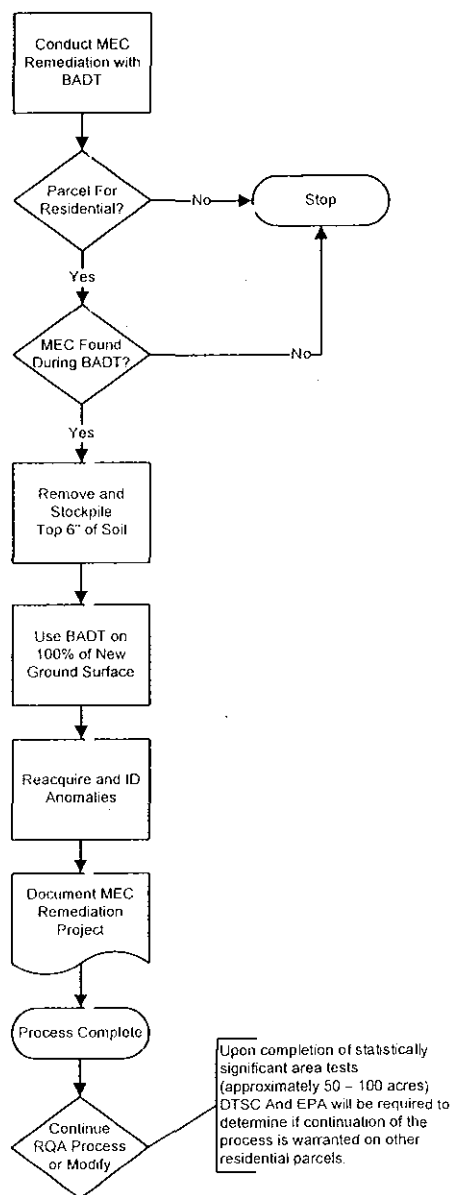 Conduct MEC
Remediation with
BADT
Parcel For
Residential?
No
Stop
Yes
MEC Found
During BADT?
No
Yes
Remove and
Stockpile
Top 6" of Soil
Use BADT on
100% of New
Ground Surface
Reacquire and ID
Anomalies
Document MEC
Remediation
Project
Process Complete
Continue
RQA Process
or Modify
Upon completion of statistically
significant area tests
(approximately 50 – 100 acres)
DTSC And EPA will be required to
determine if continuation of the
process is warranted on other
residential parcels.